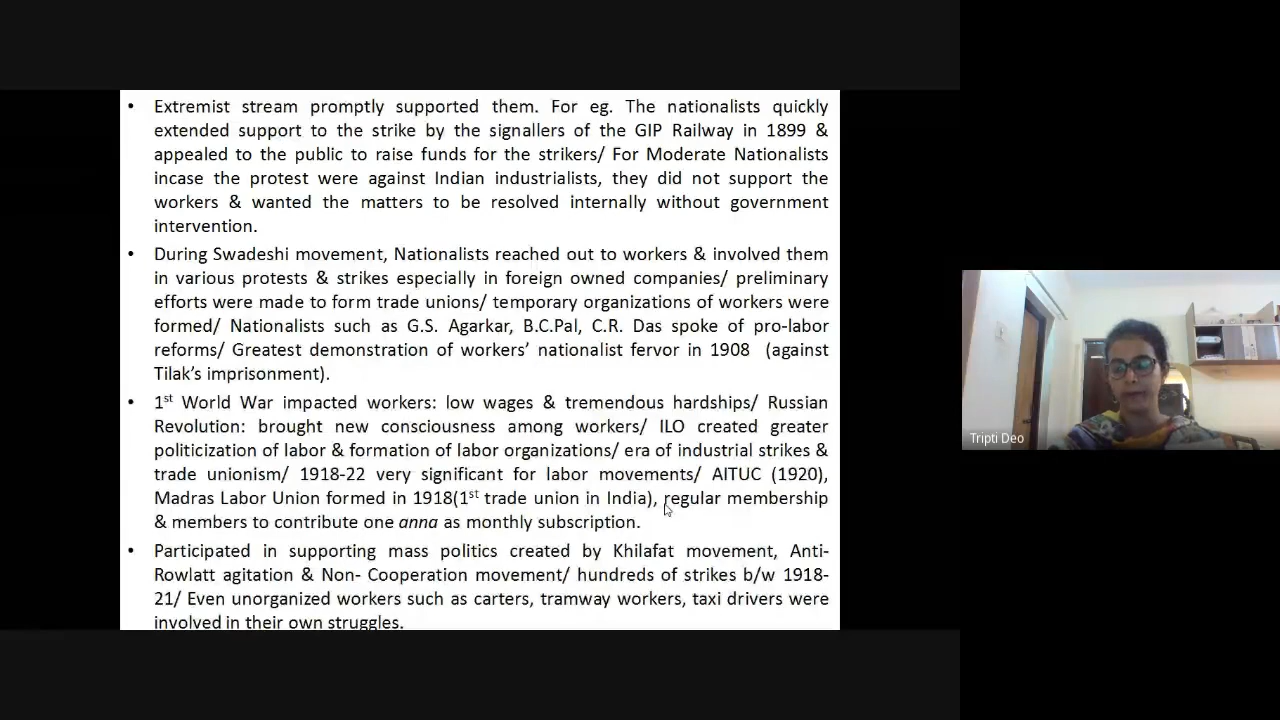 • Extremist stream promptly supported them. For eg. The nationalists quickly
extended support to the strike by the signallers of the GIP Railway in 1899 &
appealed to the public to raise funds for the strikers/ For Moderate Nationalists
incase the protest were against Indian industrialists, they did not support the
workers & wanted the matters to be resolved internally without government
intervention.
• During Swadeshi movement, Nationalists reached out to workers & involved them
in various protests & strikes especially in foreign owned companies/ preliminary
efforts were made to form trade unions/ temporary organizations of workers were
formed/ Nationalists such as G.S. Agarkar, B.C.Pal, C.R. Das spoke of pro-labor
reforms/ Greatest demonstration of workers’ nationalist fervor in 1908 (against
Tilak’s imprisonment).
• 1st World War impacted workers: low wages & tremendous hardships/ Russian
Revolution: brought new consciousness among workers/ ILO created greater
politicization of labor & formation of labor organizations/ era of industrial strikes &
trade unionism/ 1918-22 very significant for labor movements/ AITUC (1920),
Madras Labor Union formed in 1918(1st trade union in India), regular membership
& members to contribute one anna as monthly subscription.
• Participated in supporting mass politics created by Khilafat movement, Anti-
Rowlatt agitation & Non- Cooperation movement/ hundreds of strikes b/w 1918-
21/ Even unorganized workers such as carters, tramway workers, taxi drivers were
involved in their own struggles.
Tripti Deo